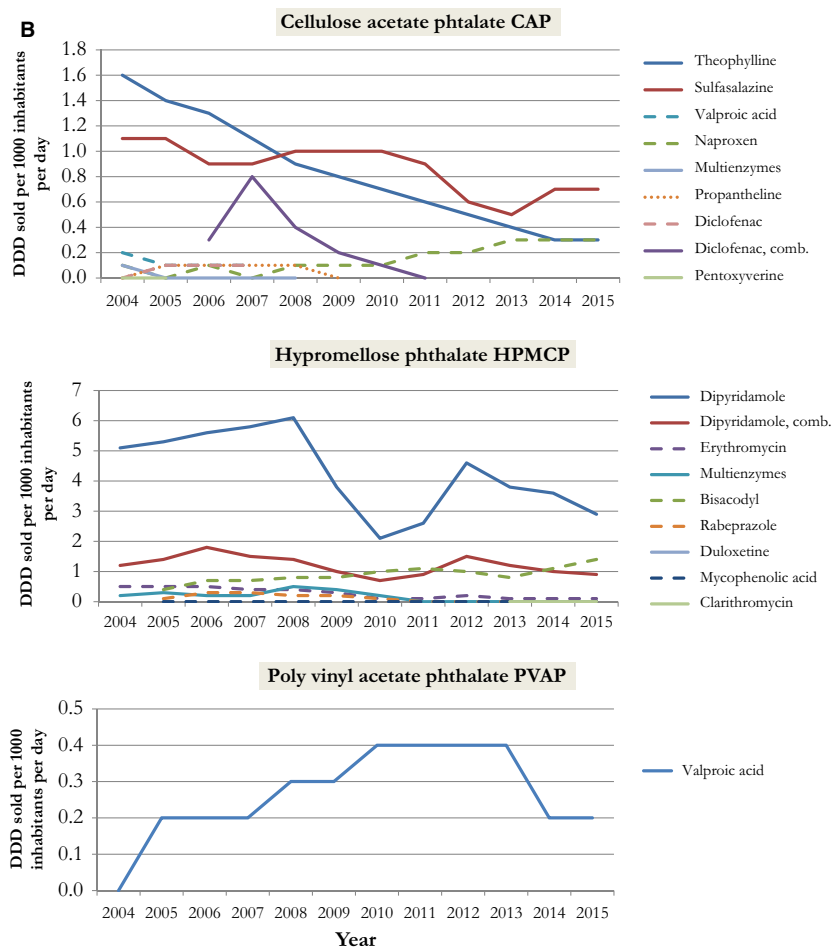 B
Cellulose acetate phtalate CAP
DDD sold per 1000 inhabitants
per day
1.8
1.6
1.4
1.2
1.0
0.8
0.6
0.4
0.2
0.0
2004 2005 2006 2007 2008 2009 2010 2011 2012 2013 2014 2015
Theophylline
Sulfasalazine
Valproic acid
Naproxen
Multienzymes
Propantheline
Diclofenac
Diclofenac, comb.
Pentoxyverine
Hypromellose phthalate HPMCP
DDD sold per 1000 inhabitants
per day
7
6
5
4
3
2
1
0
2004 2005 2006 2007 2008 2009 2010 2011 2012 2013 2014 2015
Dipyridamole
Dipyridamole, comb.
Erythromycin
Multienzymes
Bisacodyl
Rabeprazole
Duloxetine
Mycophenolic acid
Clarithromycin
Poly vinyl acetate phthalate PVAP
DDD sold per 1000
inhabitants per day
0.5
0.4
0.3
0.2
0.1
0.0
2004 2005 2006 2007 2008 2009 2010 2011 2012 2013 2014 2015
Year
Valproic acid